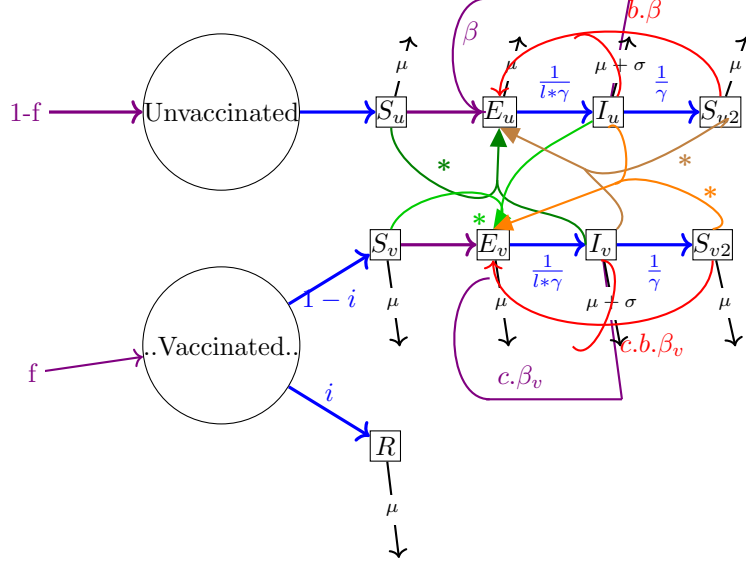 b.β
β
μ μ μ + σ μ
1/(l∗γ) 1/γ
1-f Unvaccinated S_u E_u I_u S_u2
* *
* *
S_v E_v I_v S_v2
1/(l∗γ) 1/γ
1 − i μ μ μ + σ μ
..Vaccinated.. c.b.β_v
f c.β_v
i
R
μ